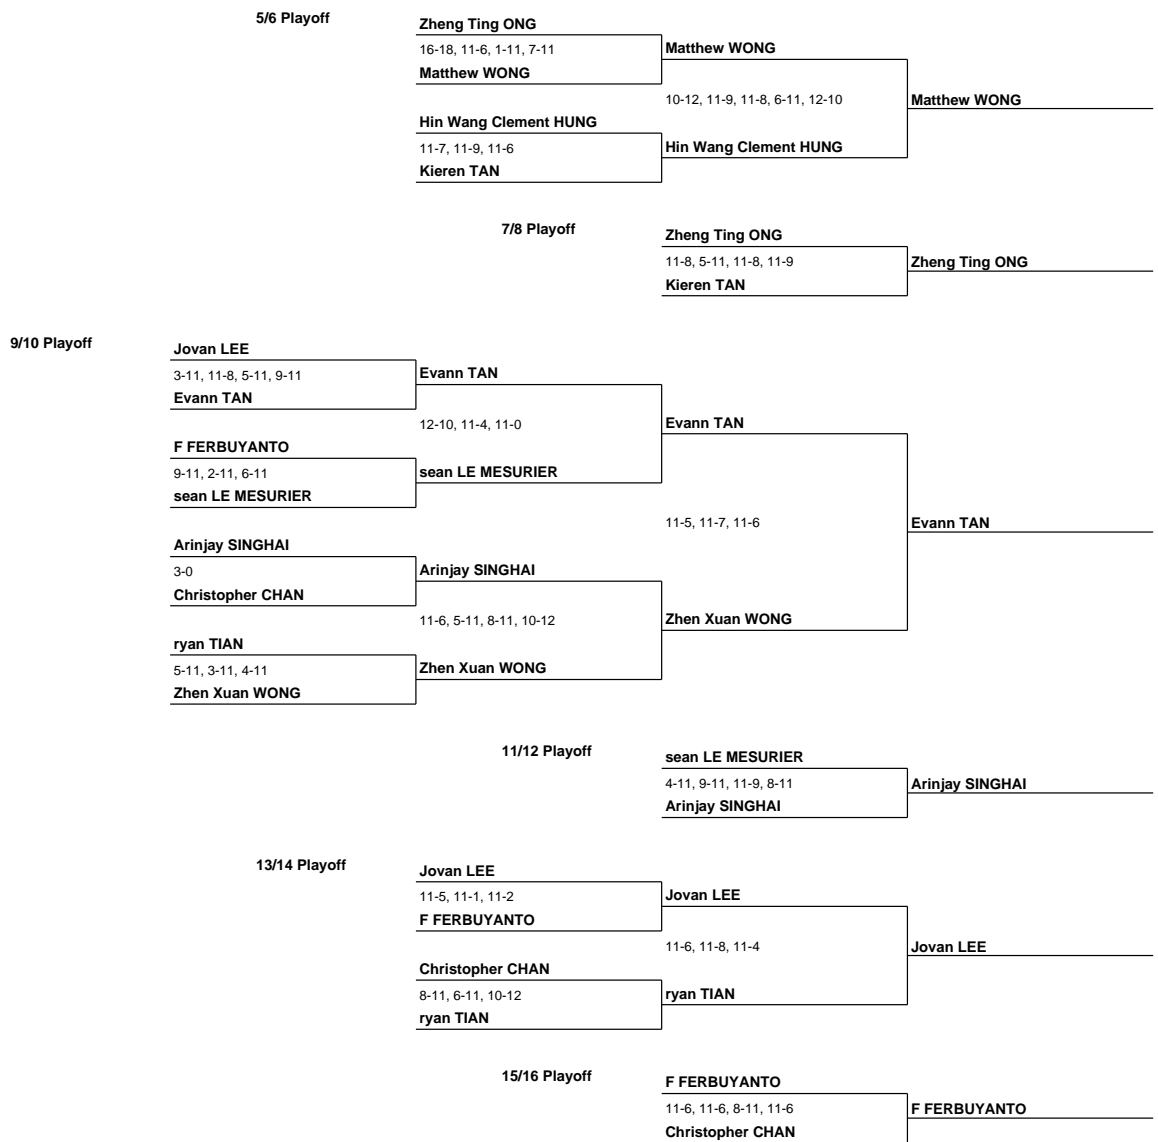 5/6 Playoff
Zheng Ting ONG
16-18, 11-6, 1-11, 7-11
Matthew WONG
Matthew WONG
10-12, 11-9, 11-8, 6-11, 12-10
Matthew WONG
Hin Wang Clement HUNG
11-7, 11-9, 11-6
Hin Wang Clement HUNG
Kieren TAN
7/8 Playoff
Zheng Ting ONG
11-8, 5-11, 11-8, 11-9
Zheng Ting ONG
Kieren TAN
9/10 Playoff
Jovan LEE
3-11, 11-8, 5-11, 9-11
Evann TAN
Evann TAN
12-10, 11-4, 11-0
Evann TAN
F FERBUYANTO
9-11, 2-11, 6-11
sean LE MESURIER
sean LE MESURIER
11-5, 11-7, 11-6
Evann TAN
Arinjay SINGHAI
3-0
Arinjay SINGHAI
Christopher CHAN
11-6, 5-11, 8-11, 10-12
Zhen Xuan WONG
ryan TIAN
5-11, 3-11, 4-11
Zhen Xuan WONG
Zhen Xuan WONG
11/12 Playoff
sean LE MESURIER
4-11, 9-11, 11-9, 8-11
Arinjay SINGHAI
Arinjay SINGHAI
13/14 Playoff
Jovan LEE
11-5, 11-1, 11-2
Jovan LEE
F FERBUYANTO
11-6, 11-8, 11-4
Jovan LEE
Christopher CHAN
8-11, 6-11, 10-12
ryan TIAN
ryan TIAN
15/16 Playoff
F FERBUYANTO
11-6, 11-6, 8-11, 11-6
F FERBUYANTO
Christopher CHAN